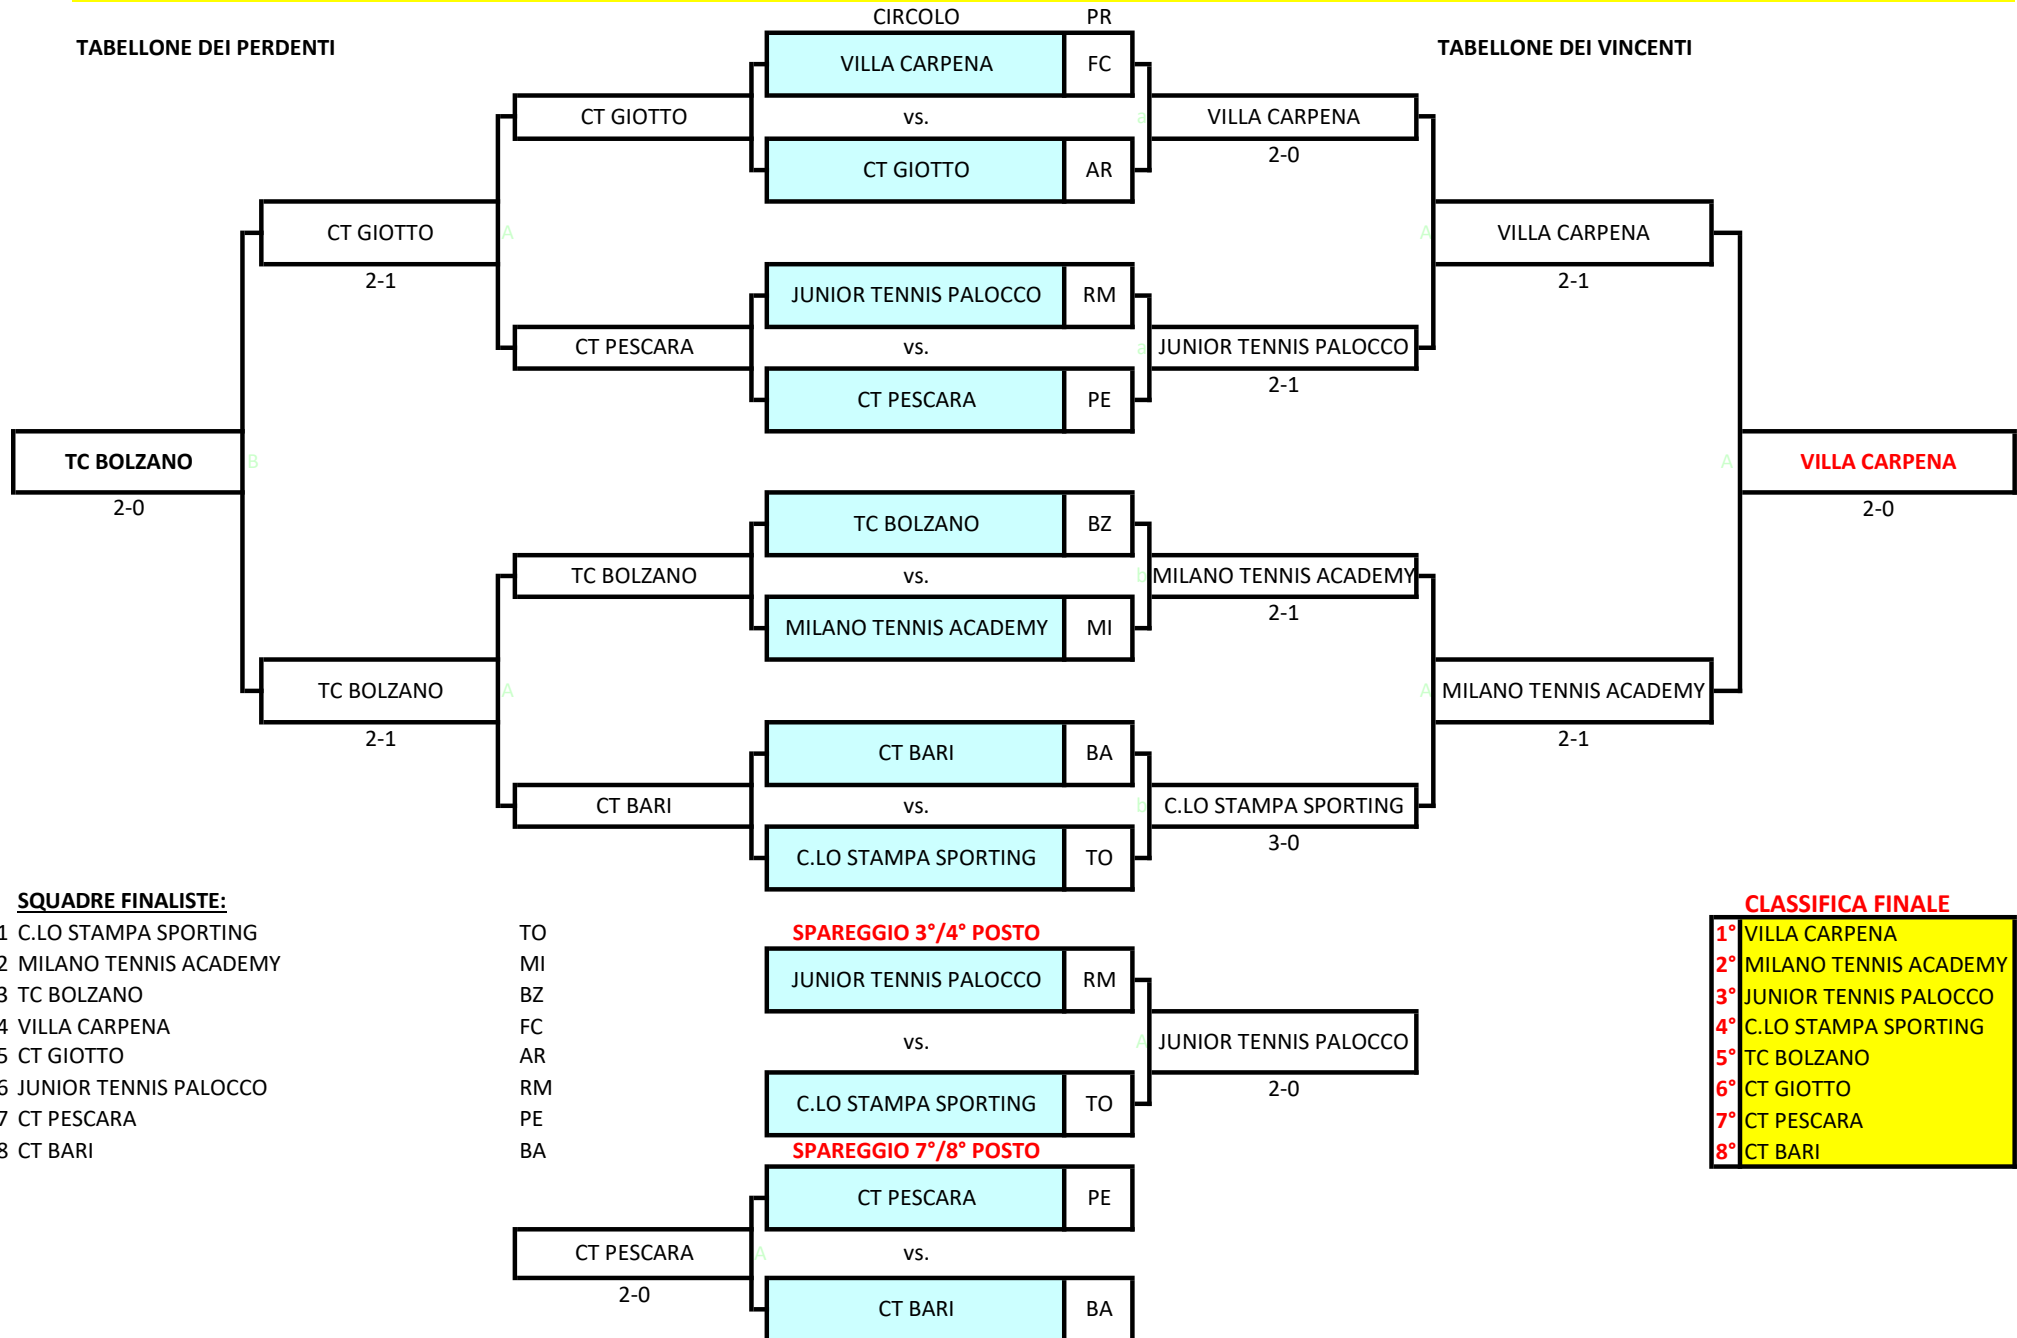 CIRCOLO PR
TABELLONE DEI PERDENTI
TABELLONE DEI VINCENTI
VILLA CARPENA FC
CT GIOTTO vs. a VILLA CARPENA
2-0
CT GIOTTO AR
CT GIOTTO A A VILLA CARPENA
2-1 2-1
JUNIOR TENNIS PALOCCO RM
CT PESCARA vs. a JUNIOR TENNIS PALOCCO
2-1
CT PESCARA PE
TC BOLZANO B A VILLA CARPENA
2-0 2-0
TC BOLZANO BZ
TC BOLZANO vs. b MILANO TENNIS ACADEMY
2-1
MILANO TENNIS ACADEMY MI
TC BOLZANO A A MILANO TENNIS ACADEMY
2-1 2-1
CT BARI BA
CT BARI vs. b C.LO STAMPA SPORTING
3-0
C.LO STAMPA SPORTING TO
SQUADRE FINALISTE:
1 C.LO STAMPA SPORTING TO
2 MILANO TENNIS ACADEMY MI
3 TC BOLZANO BZ
4 VILLA CARPENA FC
5 CT GIOTTO AR
6 JUNIOR TENNIS PALOCCO RM
7 CT PESCARA PE
8 CT BARI BA
SPAREGGIO 3°/4° POSTO
JUNIOR TENNIS PALOCCO RM
vs. A JUNIOR TENNIS PALOCCO
2-0
C.LO STAMPA SPORTING TO
SPAREGGIO 7°/8° POSTO
CT PESCARA PE
CT PESCARA A vs.
2-0
CT BARI BA
CLASSIFICA FINALE
1° VILLA CARPENA
2° MILANO TENNIS ACADEMY
3° JUNIOR TENNIS PALOCCO
4° C.LO STAMPA SPORTING
5° TC BOLZANO
6° CT GIOTTO
7° CT PESCARA
8° CT BARI